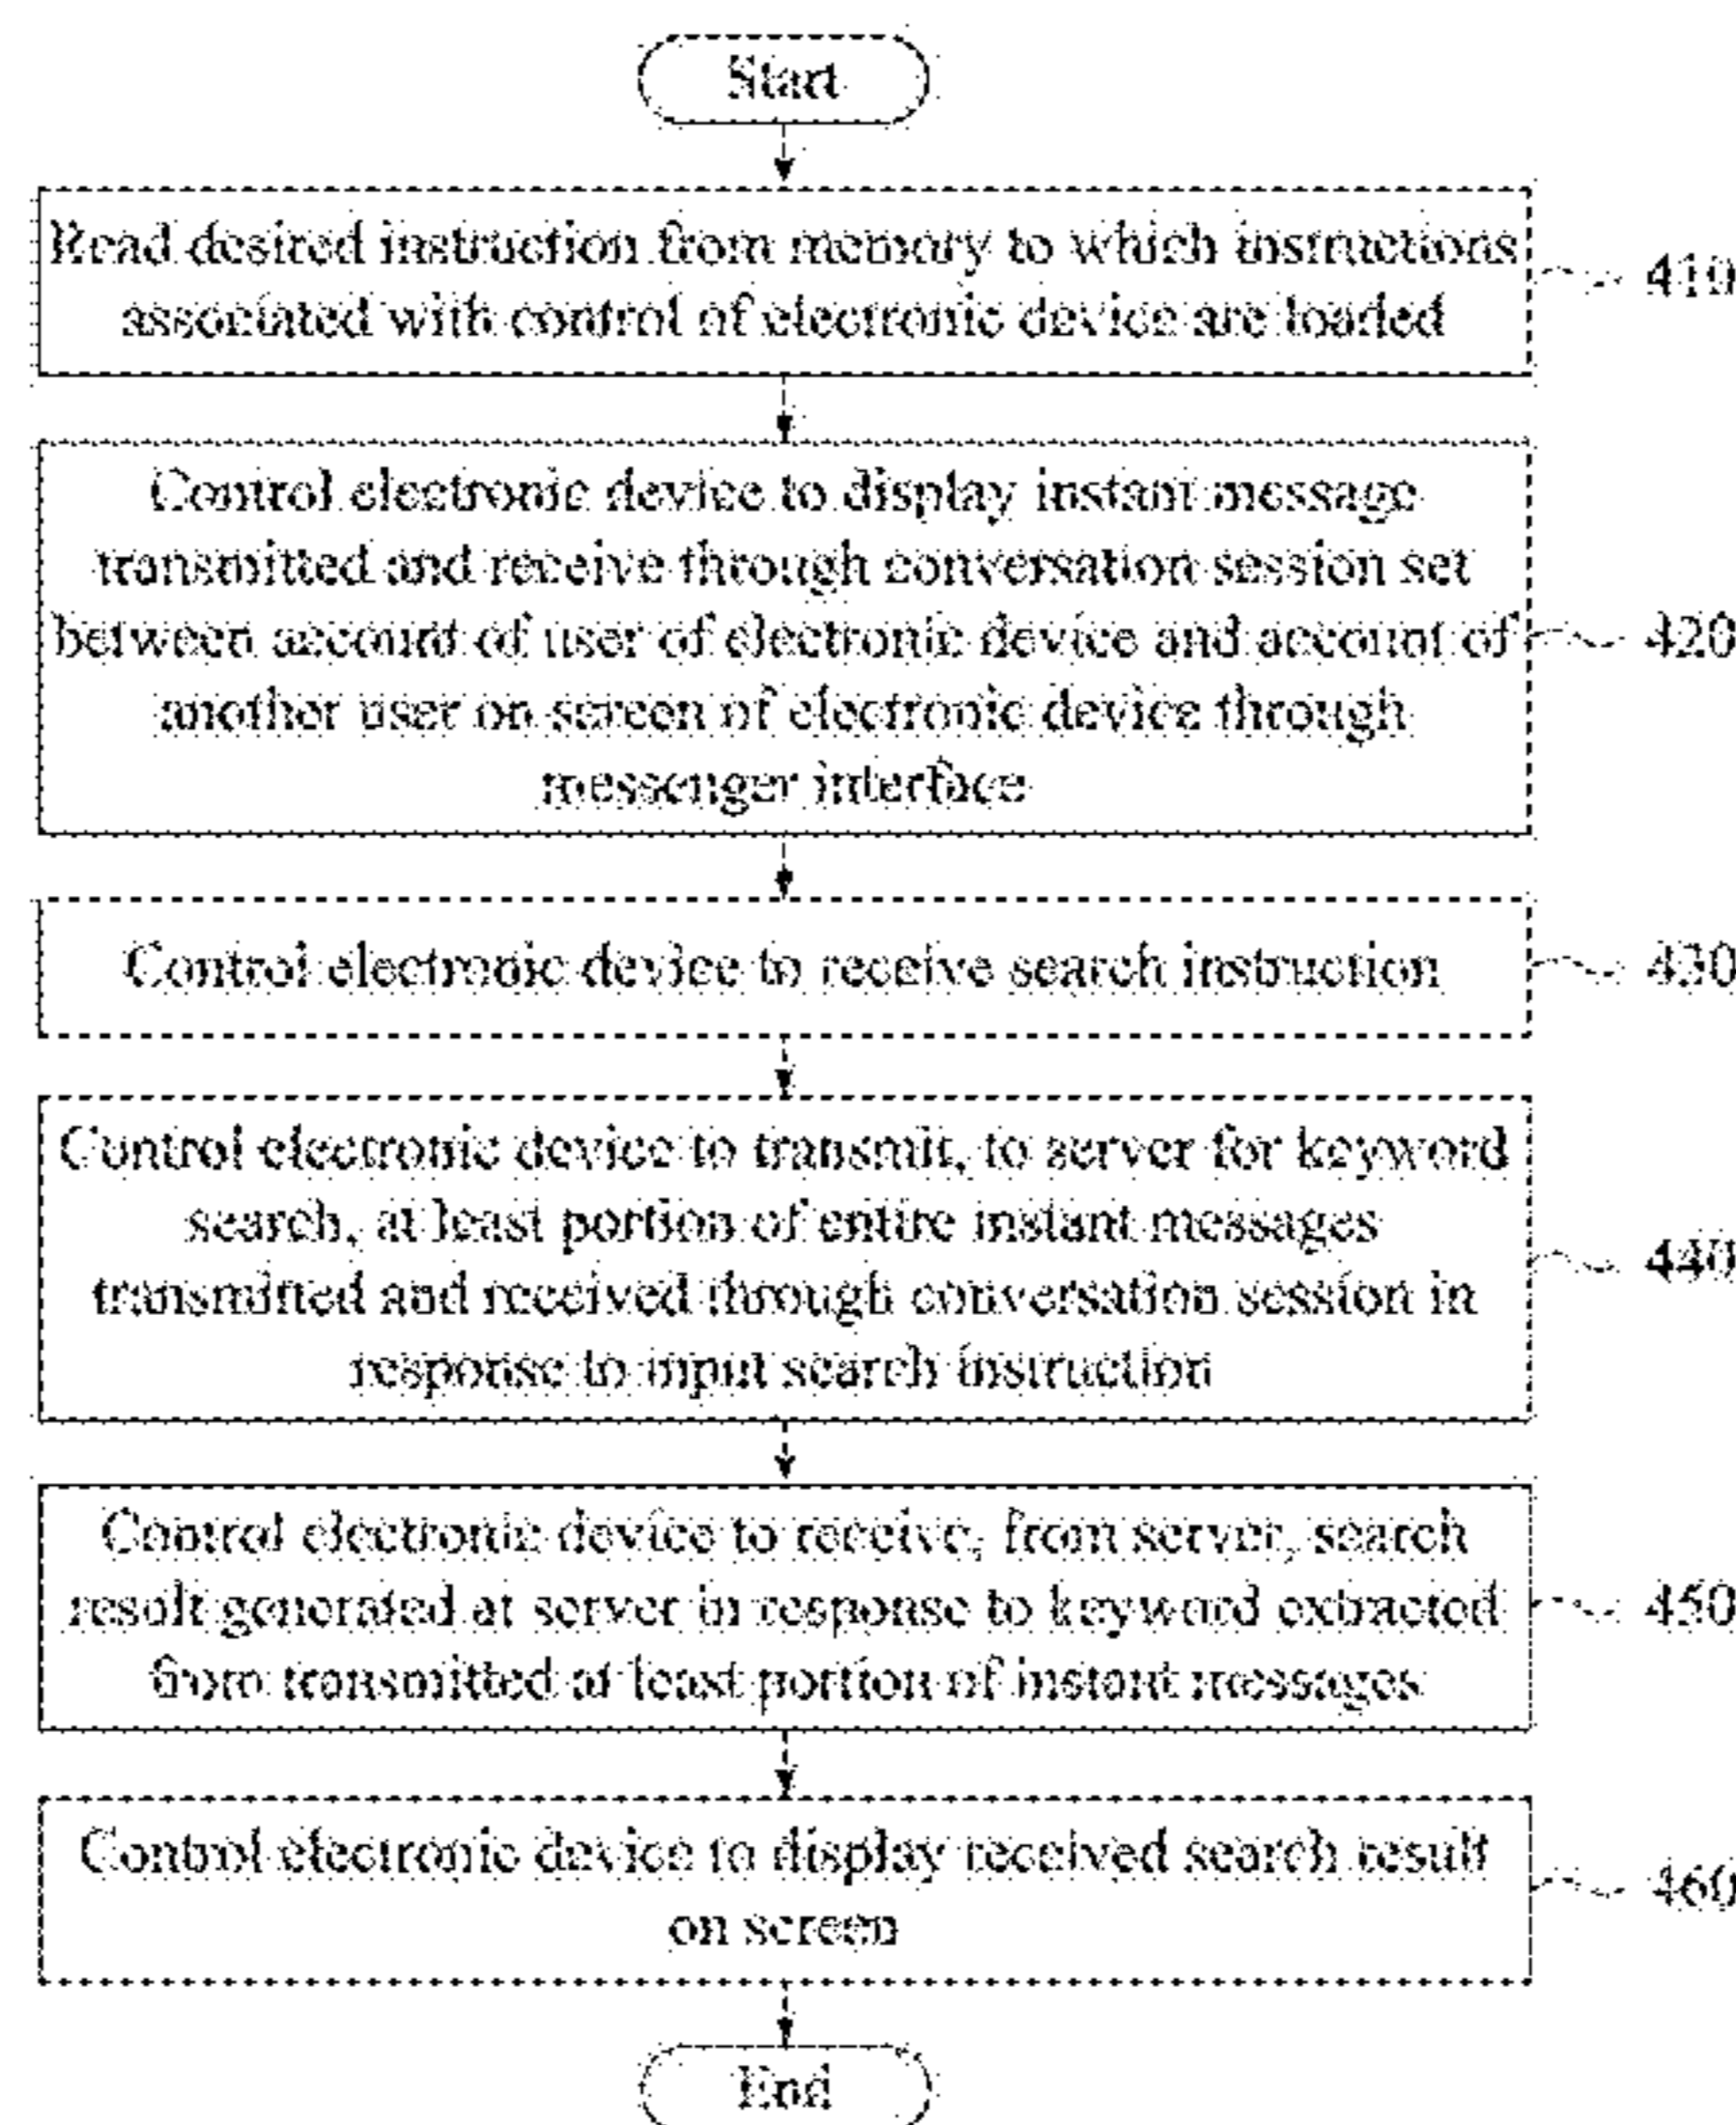 Start
Read desired instruction from memory to which instructions
associated with control of electronic device are loaded
410
Control electronic device to display instant message
transmitted and receive through conversation session set
between account of user of electronic device and account of
another user on screen of electronic device through
messenger interface
420
Control electronic device to receive search instruction
430
Control electronic device to transmit, to server for keyword
search, at least portion of entire instant messages
transmitted and received through conversation session in
response to input search instruction
440
Control electronic device to receive, from server, search
result generated at server in response to keyword extracted
from transmitted at least portion of instant messages
450
Control electronic device to display received search result
on screen
460
End